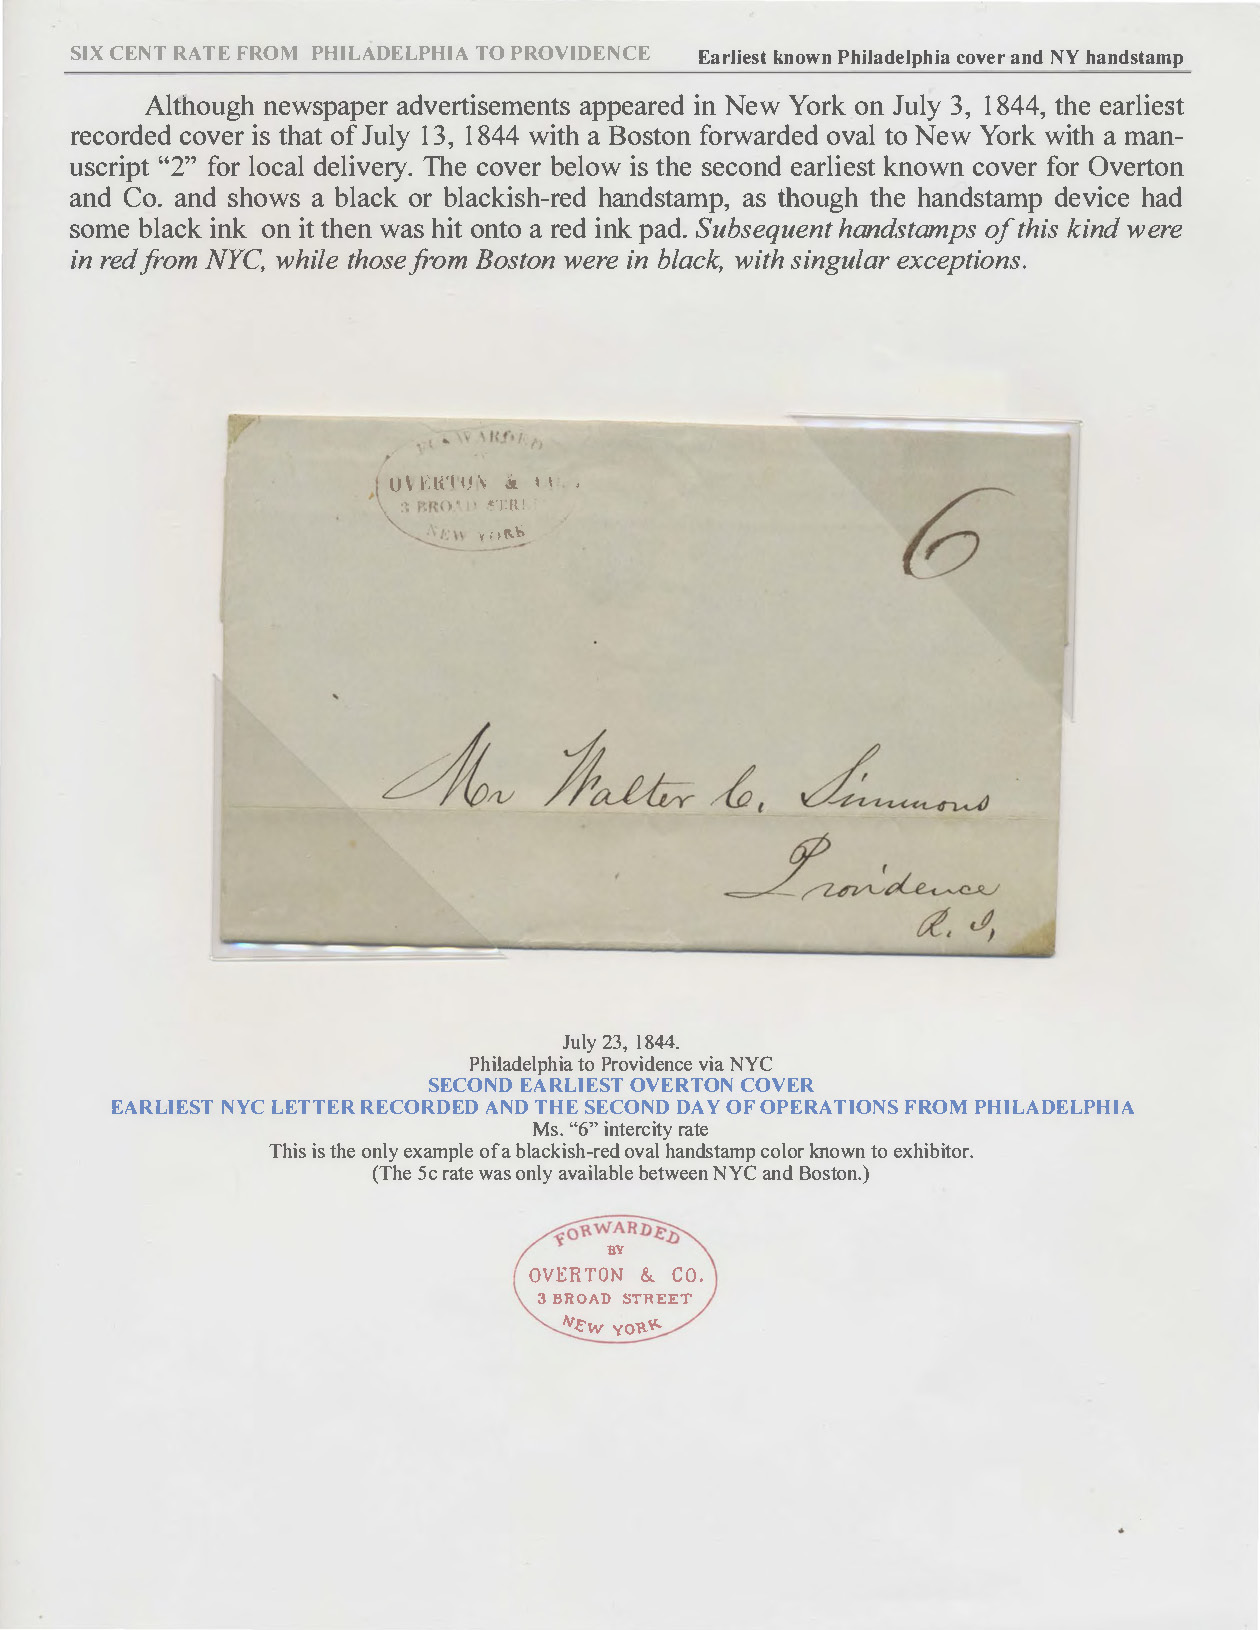 SIX CENT RATE FROM PHILADELPHIA TO PROVIDENCE Earliest known Philadelphia cover and NY handstamp
Although newspaper advertisements appeared in New York on July 3, 1844, the earliest
recorded cover is that of July 13, 1844 with a Boston forwarded oval to New York with a man-
uscript “2” for local delivery. The cover below is the second earliest known cover for Overton
and Co. and shows a black or blackish-red handstamp, as though the handstamp device had
some black ink on it then was hit onto a red ink pad. Subsequent handstamps of this kind were
in red from NYC, while those from Boston were in black, with singular exceptions.
FORWARDED
OVERTON & CO.
3 BROAD STREET
NEW YORK
6
Mr Walter C. Simmons
Providence
R. I,
July 23, 1844.
Philadelphia to Providence via NYC
SECOND EARLIEST OVERTON COVER
EARLIEST NYC LETTER RECORDED AND THE SECOND DAY OF OPERATIONS FROM PHILADELPHIA
Ms. “6” intercity rate
This is the only example of a blackish-red oval handstamp color known to exhibitor.
(The 5c rate was only available between NYC and Boston.)
FORWARDED
BY
OVERTON & CO.
3 BROAD STREET
NEW YORK